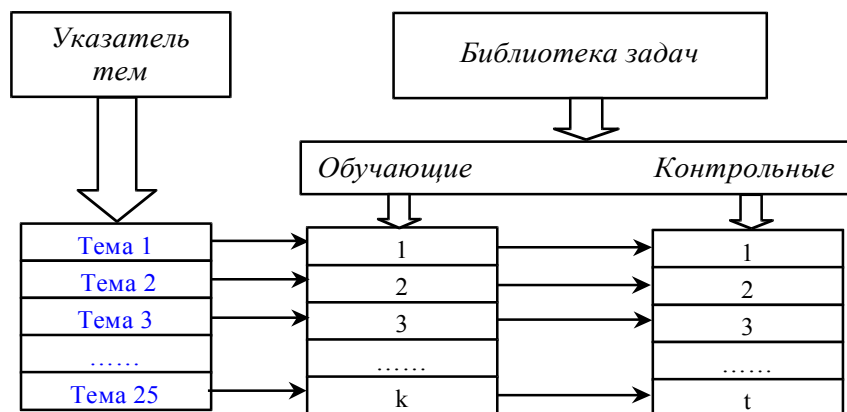 Указатель
тем
Библиотека задач
Обучающие Контрольные
Тема 1 1 1
Тема 2 2 2
Тема 3 3 3
…… …… ……
Тема 25 k t